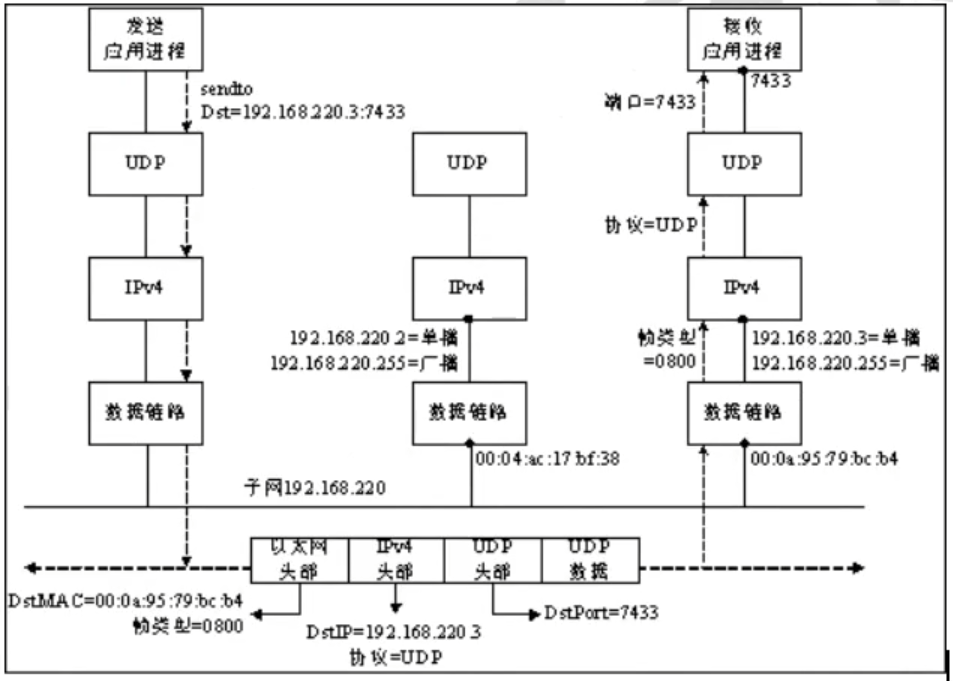 发送
应用进程
接收
应用进程
7433
sendto
Dst=192.168.220.3:7433
端口=7433
UDP
UDP
UDP
协议=UDP
IPv4
IPv4
IPv4
192.168.220.2=单播
192.168.220.255=广播
帧类型
=0800
192.168.220.3=单播
192.168.220.255=广播
数据链路
数据链路
数据链路
00:04:ac:17:bf:38
00:0a:95:79:bc:b4
子网192.168.220
以太网
头部
IPv4
头部
UDP
头部
UDP
数据
DstMAC=00:0a:95:79:bc:b4
帧类型=0800
DstIP=192.168.220.3
协议=UDP
DstPort=7433